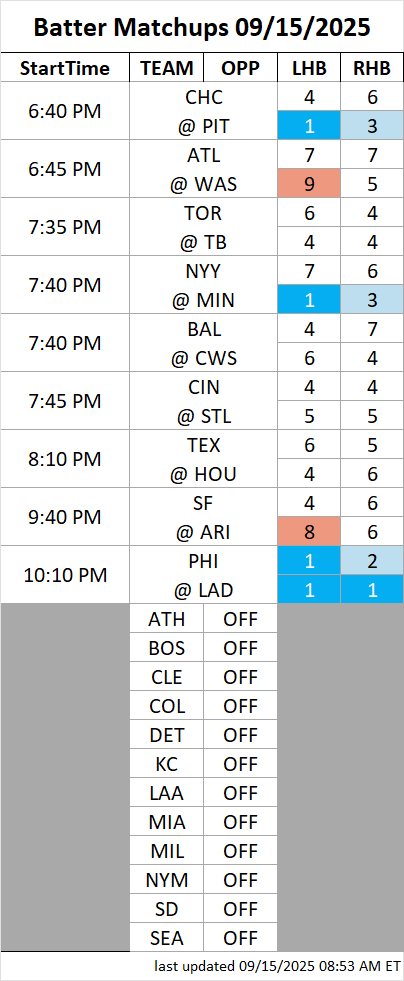 Batter Matchups 09/15/2025
StartTime TEAM OPP LHB RHB
6:40 PM CHC 4 6
@ PIT 1 3
6:45 PM ATL 7 7
@ WAS 9 5
7:35 PM TOR 6 4
@ TB 4 4
7:40 PM NYY 7 6
@ MIN 1 3
7:40 PM BAL 4 7
@ CWS 6 4
7:45 PM CIN 4 4
@ STL 5 5
8:10 PM TEX 6 5
@ HOU 4 6
9:40 PM SF 4 6
@ ARI 8 6
10:10 PM PHI 1 2
@ LAD 1 1
ATH OFF
BOS OFF
CLE OFF
COL OFF
DET OFF
KC OFF
LAA OFF
MIA OFF
MIL OFF
NYM OFF
SD OFF
SEA OFF
last updated 09/15/2025 08:53 AM ET